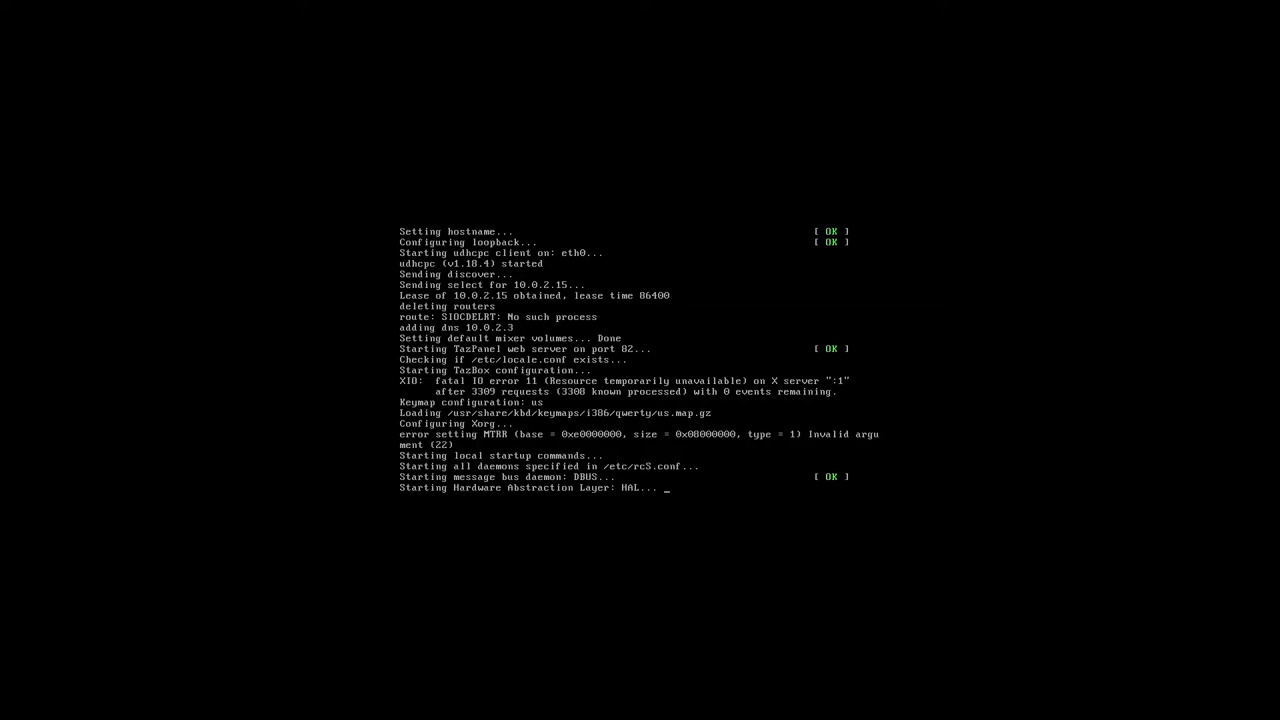 Setting hostname... [ OK ]
Configuring loopback... [ OK ]
Starting udhcpc client on: eth0...
udhcpc (v1.18.4) started
Sending discover...
Sending select for 10.0.2.15...
Lease of 10.0.2.15 obtained, lease time 86400
deleting routers
route: SIOCDELRT: No such process
adding dns 10.0.2.3
Setting default mixer volumes... Done
Starting TazPanel web server on port 82... [ OK ]
Checking if /etc/locale.conf exists...
Starting TazBox configuration...
XIO:  fatal IO error 11 (Resource temporarily unavailable) on X server ":1"
      after 3309 requests (3308 known processed) with 0 events remaining.
Keymap configuration: us
Loading /usr/share/kbd/keymaps/i386/qwerty/us.map.gz
Configuring Xorg...
error setting MTRR (base = 0xe0000000, size = 0x08000000, type = 1) Invalid argu
ment (22)
Starting local startup commands...
Starting all daemons specified in /etc/rcS.conf...
Starting message bus daemon: DBUS... [ OK ]
Starting Hardware Abstraction Layer: HAL... _